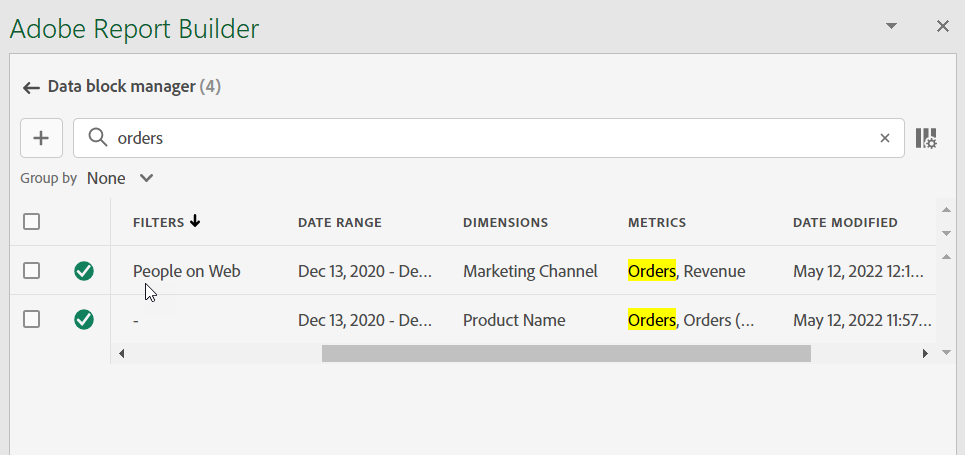 Adobe Report Builder
Data block manager (4)
orders
Group by None
FILTERS DATE RANGE DIMENSIONS METRICS DATE MODIFIED
People on Web Dec 13, 2020 - De... Marketing Channel Orders, Revenue May 12, 2022 12:1...
- Dec 13, 2020 - De... Product Name Orders, Orders (... May 12, 2022 11:57...